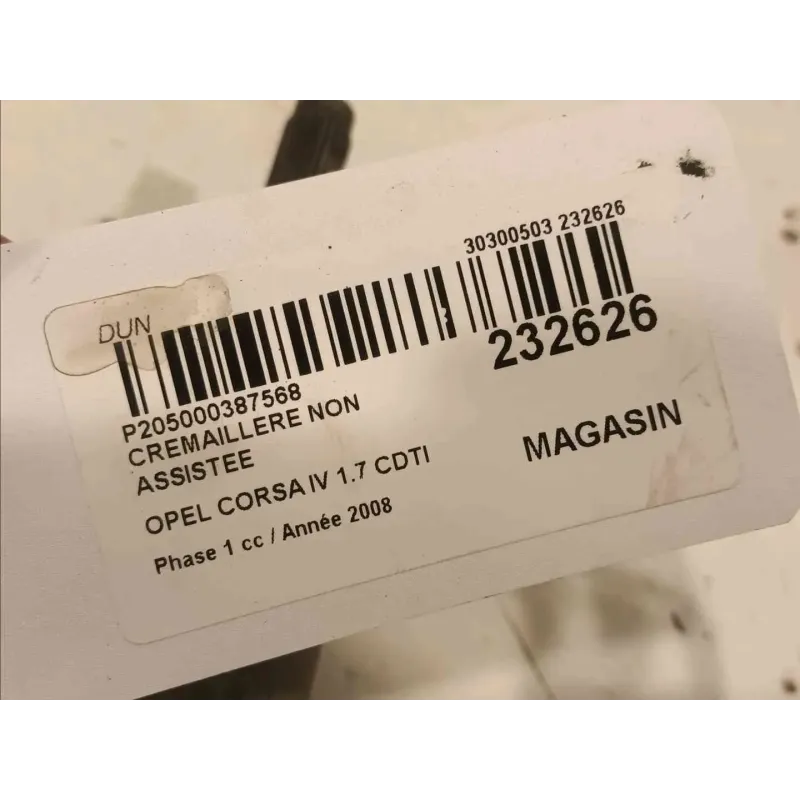 30300503 232626
DUN
232626
P205000387568
CREMAILLERE NON
ASSISTEE
MAGASIN
OPEL CORSA IV 1.7 CDTI
Phase 1 cc / Année 2008